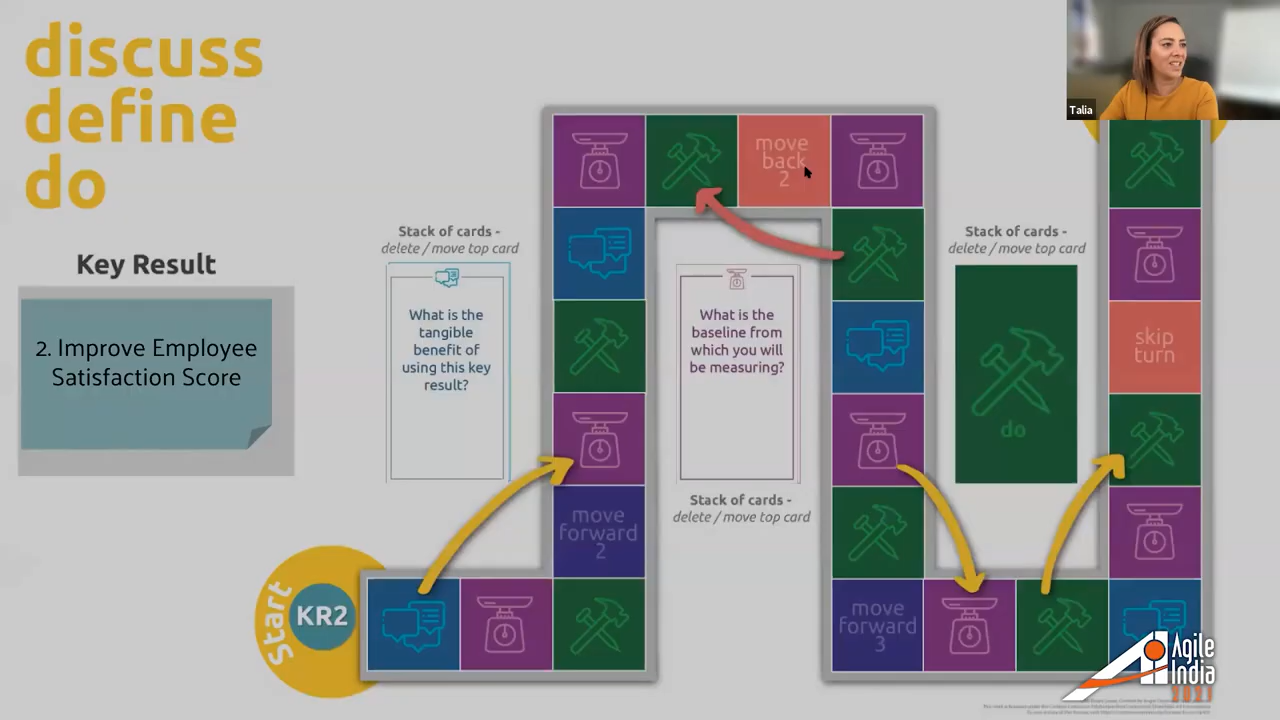 discuss
define
do
Talia
Key Result
2. Improve Employee
Satisfaction Score
Stack of cards -
delete / move top card
What is the
tangible
benefit of
using this key
result?
move
back
2
What is the
baseline from
which you will
be measuring?
Stack of cards -
delete / move top card
Stack of cards -
delete / move top card
do
skip
turn
move
forward
2
Start
KR2
move
forward
3
Agile
India
2021